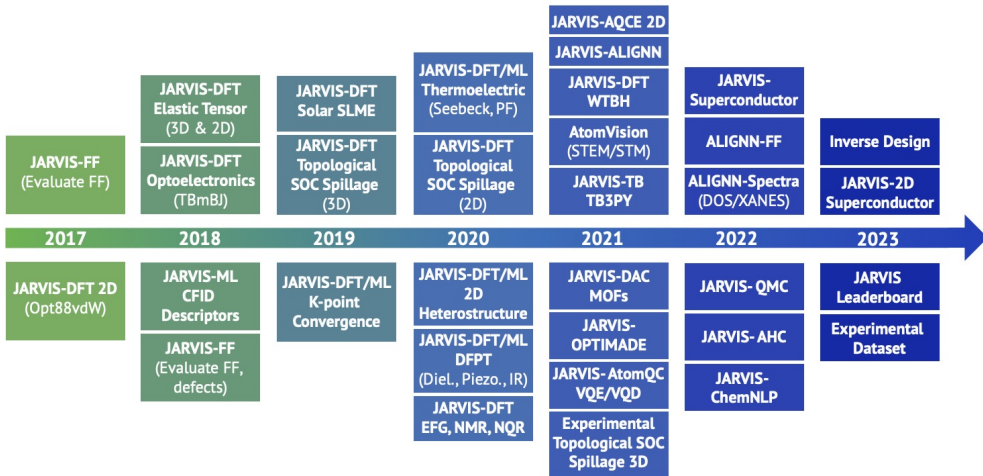 JARVIS-FF
(Evaluate FF)
JARVIS-DFT
Elastic Tensor
(3D & 2D)
JARVIS-DFT
Optoelectronics
(TBmBJ)
JARVIS-DFT
Solar SLME
JARVIS-DFT
Topological
SOC Spillage
(3D)
JARVIS-DFT/ML
Thermoelectric
(Seebeck, PF)
JARVIS-DFT
Topological
SOC Spillage
(2D)
JARVIS-AQCE 2D
JARVIS-ALIGNN
JARVIS-DFT
WTBH
AtomVision
(STEM/STM)
JARVIS-TB
TB3PY
JARVIS-
Superconductor
ALIGNN-FF
ALIGNN-Spectra
(DOS/XANES)
Inverse Design
JARVIS-2D
Superconductor
2017
2018
2019
2020
2021
2022
2023
JARVIS-DFT 2D
(Opt88vdW)
JARVIS-ML
CFID
Descriptors
JARVIS-FF
(Evaluate FF,
defects)
JARVIS-DFT/ML
K-point
Convergence
JARVIS-DFT/ML
2D
Heterostructure
JARVIS-DFT/ML
DFPT
(Diel., Piezo., IR)
JARVIS-DFT
EFG, NMR, NQR
JARVIS-DAC
MOFs
JARVIS-
OPTIMADE
JARVIS- AtomQC
VQE/VQD
Experimental
Topological SOC
Spillage 3D
JARVIS- QMC
JARVIS- AHC
JARVIS-
ChemNLP
JARVIS
Leaderboard
Experimental
Dataset